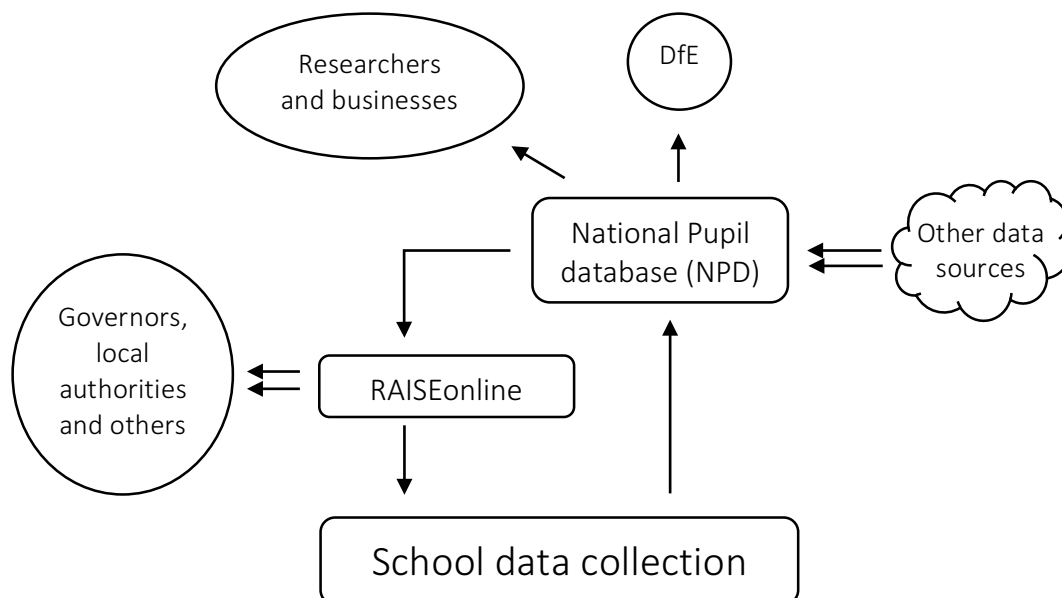 Researchers
and businesses
DfE
National Pupil
database (NPD)
Other data
sources
Governors,
local
authorities
and others
RAISEonline
School data collection